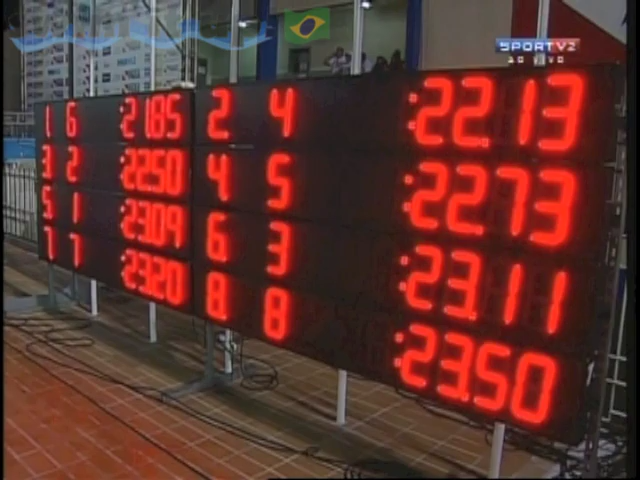 SPORTV2
AO VIVO
1 6 :21.85 2 4 :22.13
3 2 :22.50 4 5 :22.73
5 1 :23.09 6 3 :23.11
7 7 :23.20 8 8 :23.50